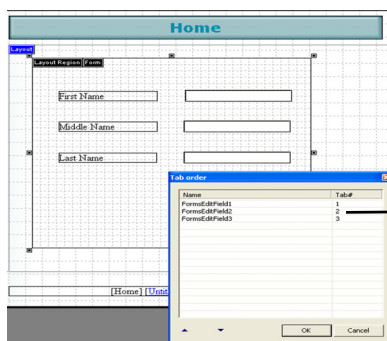 Home
Layout
Layout Region Form
First Name
Middle Name
Last Name
Tab order
Name Tab#
FormsEditField1 1
FormsEditField2 2
FormsEditField3 3
[Home] [Untit
OK Cancel